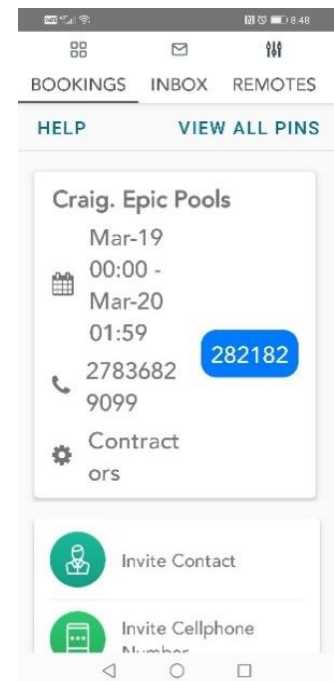 8:48
BOOKINGS INBOX REMOTES
HELP VIEW ALL PINS
Craig. Epic Pools
Mar-19
00:00 -
Mar-20
01:59
282182
2783682
9099
Contract
ors
Invite Contact
Invite Cellphone
Number